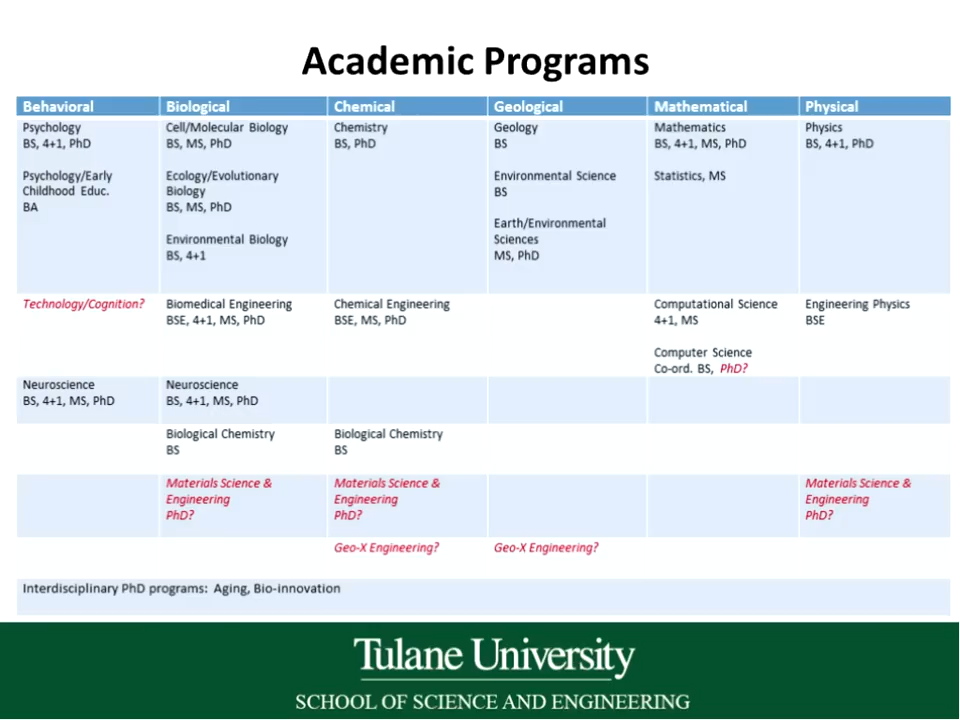 Academic Programs
Behavioral Biological Chemical Geological Mathematical Physical
Psychology
BS, 4+1, PhD
Psychology/Early
Childhood Educ.
BA
Cell/Molecular Biology
BS, MS, PhD
Ecology/Evolutionary
Biology
BS, MS, PhD
Environmental Biology
BS, 4+1
Chemistry
BS, PhD
Geology
BS
Environmental Science
BS
Earth/Environmental
Sciences
MS, PhD
Mathematics
BS, 4+1, MS, PhD
Statistics, MS
Physics
BS, 4+1, PhD
Technology/Cognition?
Biomedical Engineering
BSE, 4+1, MS, PhD
Chemical Engineering
BSE, MS, PhD
Computational Science
4+1, MS
Computer Science
Co-ord. BS, PhD?
Engineering Physics
BSE
Neuroscience
BS, 4+1, MS, PhD
Neuroscience
BS, 4+1, MS, PhD
Biological Chemistry
BS
Biological Chemistry
BS
Materials Science &
Engineering
PhD?
Materials Science &
Engineering
PhD?
Materials Science &
Engineering
PhD?
Geo-X Engineering?
Geo-X Engineering?
Interdisciplinary PhD programs: Aging, Bio-innovation
Tulane University
SCHOOL OF SCIENCE AND ENGINEERING